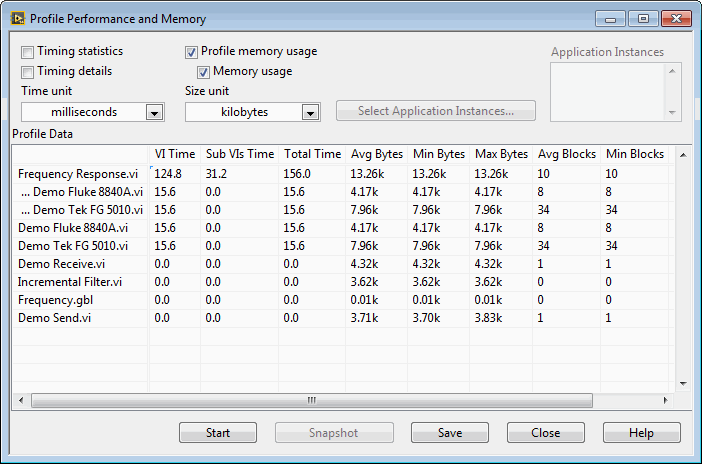 Profile Performance and Memory
Timing statistics Profile memory usage Application Instances
Timing details Memory usage
Time unit Size unit
milliseconds kilobytes Select Application Instances...
Profile Data
VI Time Sub VIs Time Total Time Avg Bytes Min Bytes Max Bytes Avg Blocks Min Blocks
Frequency Response.vi 124.8 31.2 156.0 13.26k 13.26k 13.26k 10 10
... Demo Fluke 8840A.vi 15.6 0.0 15.6 4.17k 4.17k 4.17k 8 8
... Demo Tek FG 5010.vi 15.6 0.0 15.6 7.96k 7.96k 7.96k 34 34
Demo Fluke 8840A.vi 15.6 0.0 15.6 4.17k 4.17k 4.17k 8 8
Demo Tek FG 5010.vi 15.6 0.0 15.6 7.96k 7.96k 7.96k 34 34
Demo Receive.vi 0.0 0.0 0.0 4.32k 4.32k 4.32k 1 1
Incremental Filter.vi 0.0 0.0 0.0 3.62k 3.62k 3.62k 0 0
Frequency.gbl 0.0 0.0 0.0 0.01k 0.01k 0.01k 0 0
Demo Send.vi 0.0 0.0 0.0 3.71k 3.70k 3.83k 1 1
Start Snapshot Save Close Help